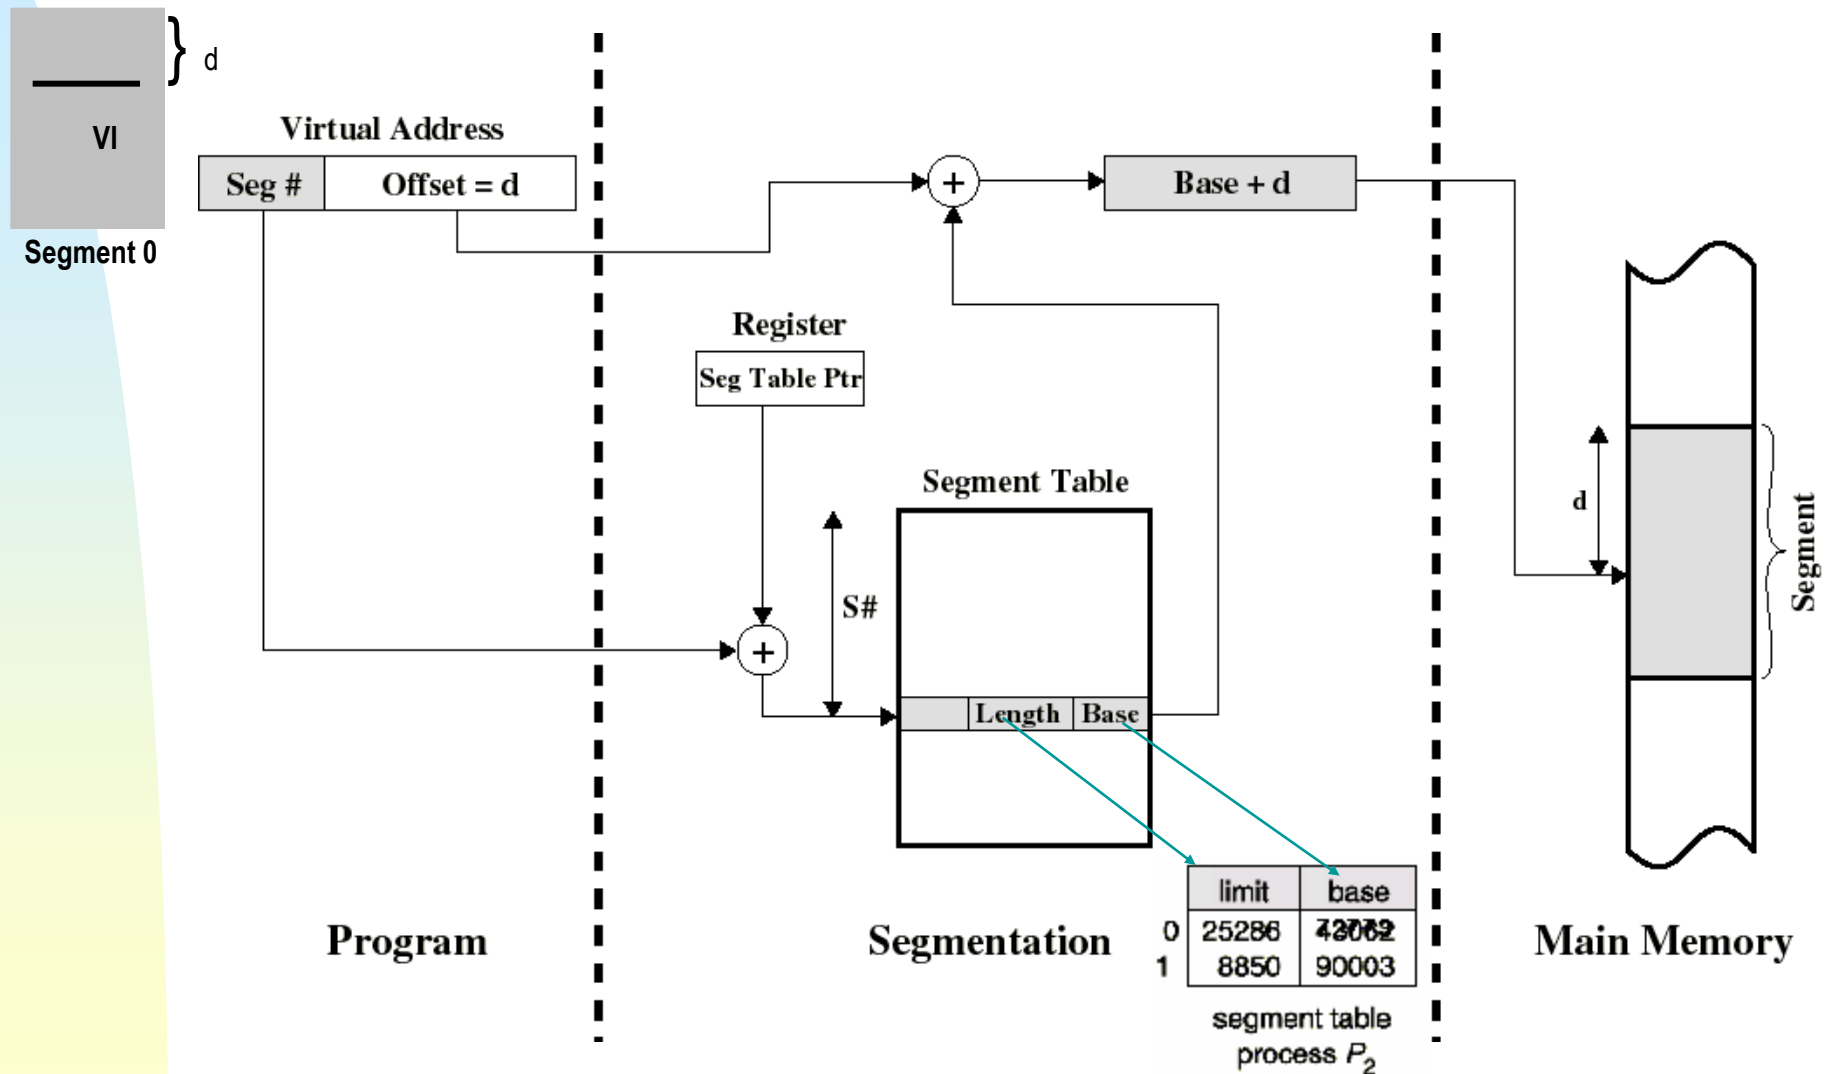 } d
VI
Segment 0
Virtual Address
Seg # Offset = d
+
Base + d
Register
Seg Table Ptr
Segment Table
S#
+
Length Base
d
Segment
limit base
0 25286
1 8850 90003
segment table
process P2
Program
Segmentation
Main Memory